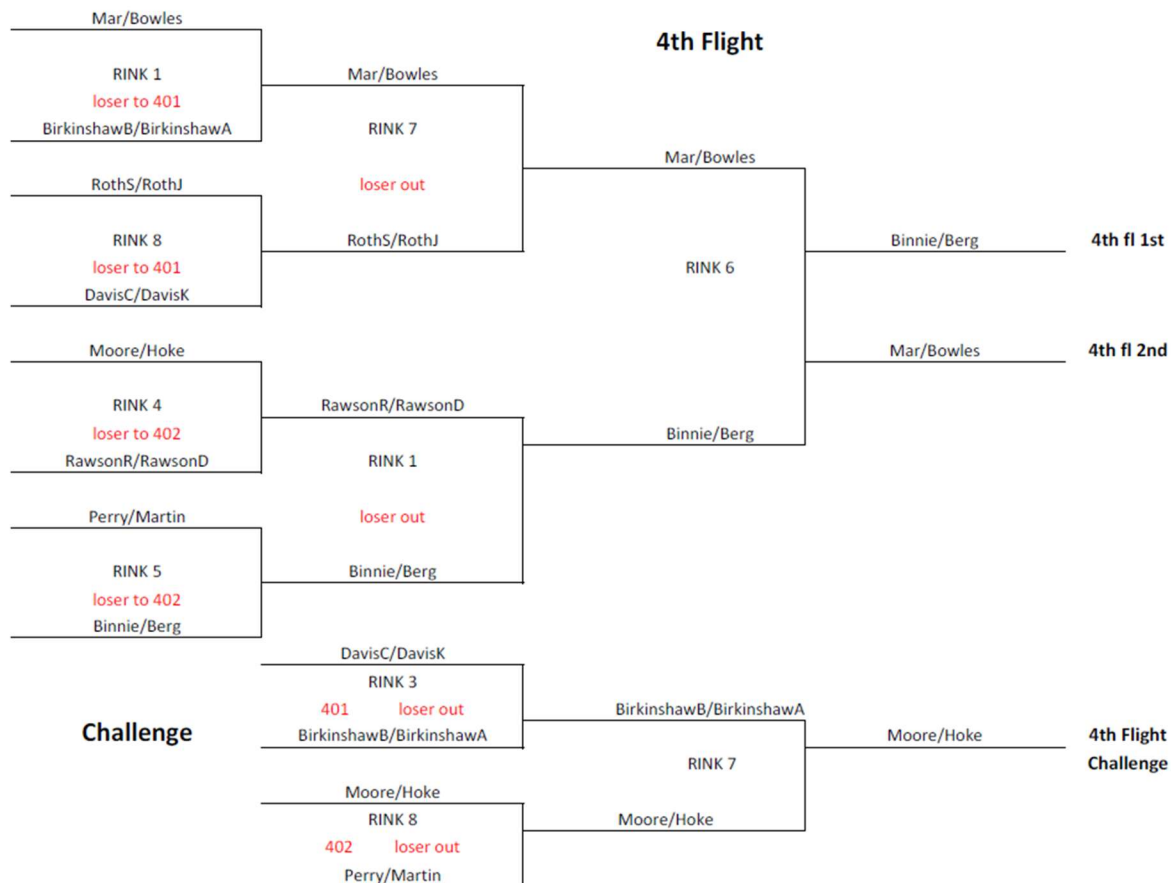 Mar/Bowles
4th Flight
RINK 1
Mar/Bowles
loser to 401
BirkinshawB/BirkinshawA
RINK 7
Mar/Bowles
RothS/RothJ
loser out
RINK 8
RothS/RothJ
Binnie/Berg
4th fl 1st
loser to 401
RINK 6
DavisC/DavisK
Moore/Hoke
Mar/Bowles
4th fl 2nd
RINK 4
RawsonR/RawsonD
loser to 402
Binnie/Berg
RawsonR/RawsonD
RINK 1
Perry/Martin
loser out
RINK 5
Binnie/Berg
loser to 402
Binnie/Berg
DavisC/DavisK
RINK 3
401 loser out
BirkinshawB/BirkinshawA
Challenge
BirkinshawB/BirkinshawA
Moore/Hoke
4th Flight
Challenge
RINK 7
Moore/Hoke
RINK 8
Moore/Hoke
402 loser out
Perry/Martin